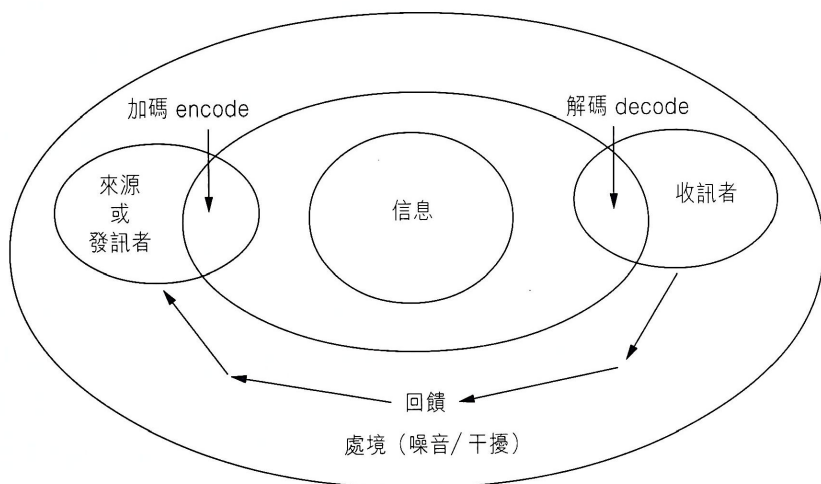 加碼 encode
解碼 decode
來源
或
發訊者
信息
收訊者
回饋
處境（噪音/干擾）